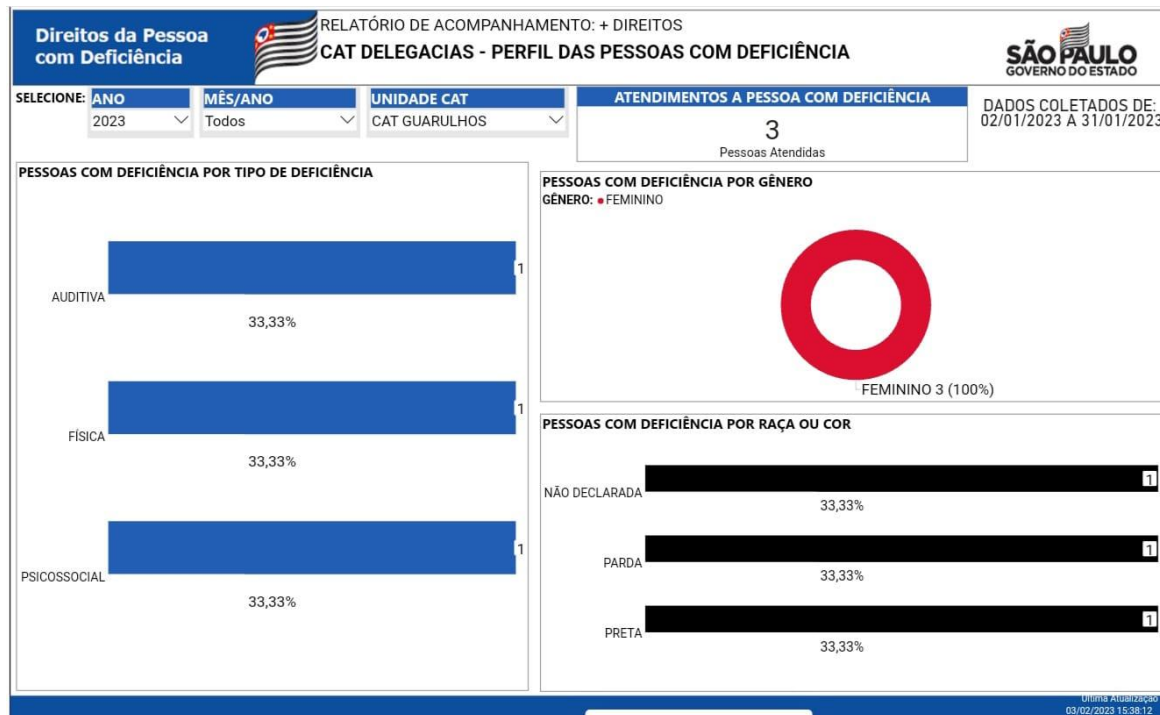 Direitos da Pessoa
com Deficiência
RELATÓRIO DE ACOMPANHAMENTO: + DIREITOS
CAT DELEGACIAS - PERFIL DAS PESSOAS COM DEFICIÊNCIA
SÃO PAULO
GOVERNO DO ESTADO
SELECIONE:
ANO
2023
MÊS/ANO
Todos
UNIDADE CAT
CAT GUARULHOS
ATENDIMENTOS A PESSOA COM DEFICIÊNCIA
3
Pessoas Atendidas
DADOS COLETADOS DE:
02/01/2023 A 31/01/2023
PESSOAS COM DEFICIÊNCIA POR TIPO DE DEFICIÊNCIA
AUDITIVA
1
33,33%
FÍSICA
1
33,33%
PSICOSSOCIAL
1
33,33%
PESSOAS COM DEFICIÊNCIA POR GÊNERO
GÊNERO: FEMININO
FEMININO 3 (100%)
PESSOAS COM DEFICIÊNCIA POR RAÇA OU COR
NÃO DECLARADA
1
33,33%
PARDA
1
33,33%
PRETA
1
33,33%
Última Atualização
03/02/2023 15:38:12